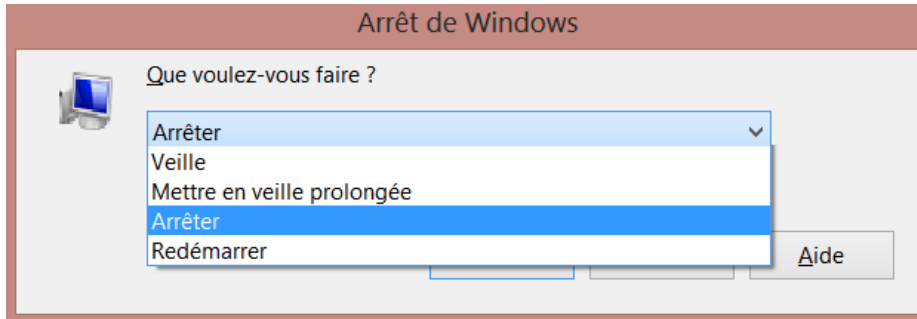 Arrêt de Windows
Que voulez-vous faire ?
Arrêter
Veille
Mettre en veille prolongée
Arrêter
Redémarrer
Aide